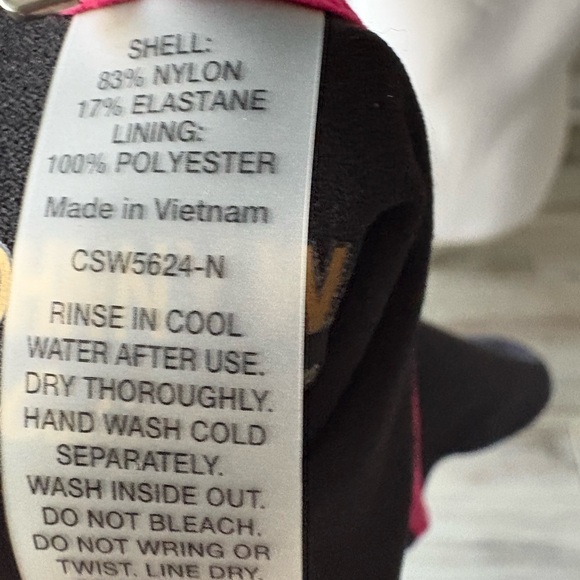 SHELL:
83% NYLON
17% ELASTANE
LINING:
100% POLYESTER
Made in Vietnam
CSW5624-N
RINSE IN COOL
WATER AFTER USE.
DRY THOROUGHLY.
HAND WASH COLD
SEPARATELY.
WASH INSIDE OUT.
DO NOT BLEACH.
DO NOT WRING OR
TWIST. LINE DRY.